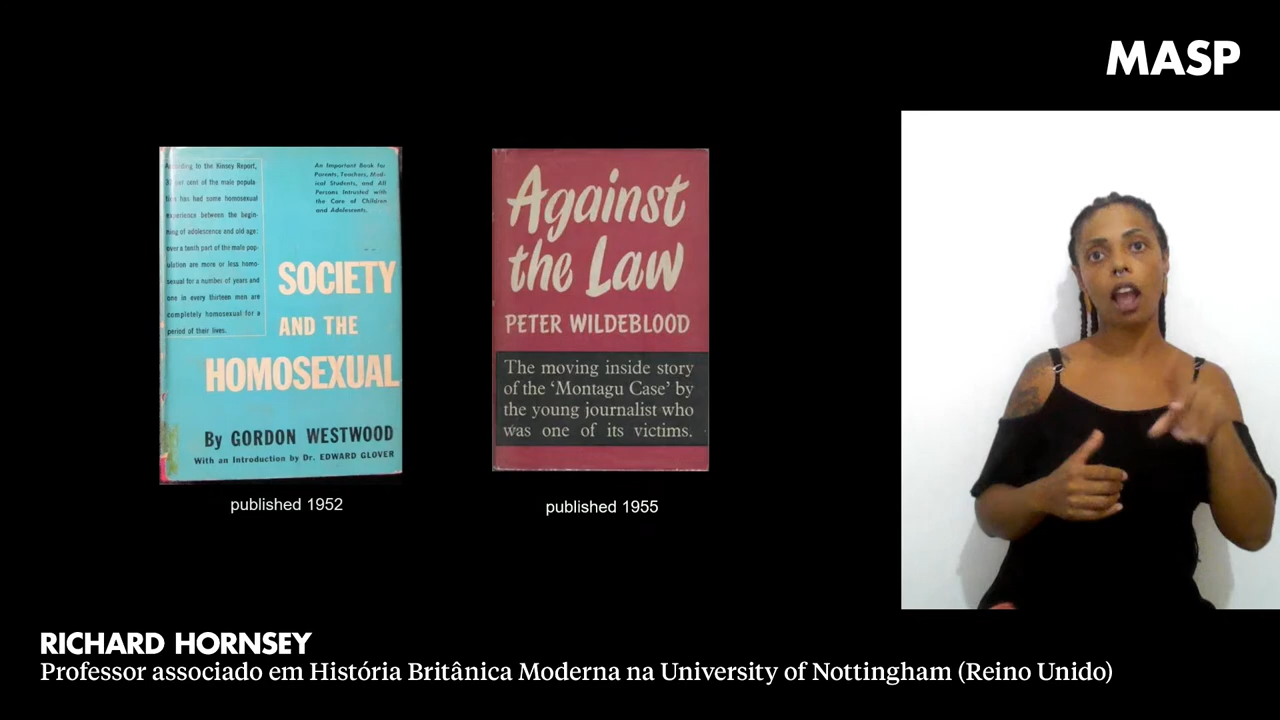 MASP
According to the Kinsey Report,
37 per cent of the male popula-
tion has had some homosexual
experience between the begin-
ning of adolescence and old age:
over a tenth part of the male pop-
ulation are more or less homo-
sexual for a number of years and
one in every thirteen men are
completely homosexual for a
period of their lives.
An Important Book for
Parents, Teachers, Med-
ical Students, and All
Persons Intrusted with
the Care of Children
and Adolescents.
SOCIETY
AND THE
HOMOSEXUAL
By GORDON WESTWOOD
With an Introduction by Dr. EDWARD GLOVER
published 1952
Against
the Law
PETER WILDEBLOOD
The moving inside story
of the ‘Montagu Case’ by
the young journalist who
was one of its victims.
published 1955
RICHARD HORNSEY
Professor associado em História Britânica Moderna na University of Nottingham (Reino Unido)